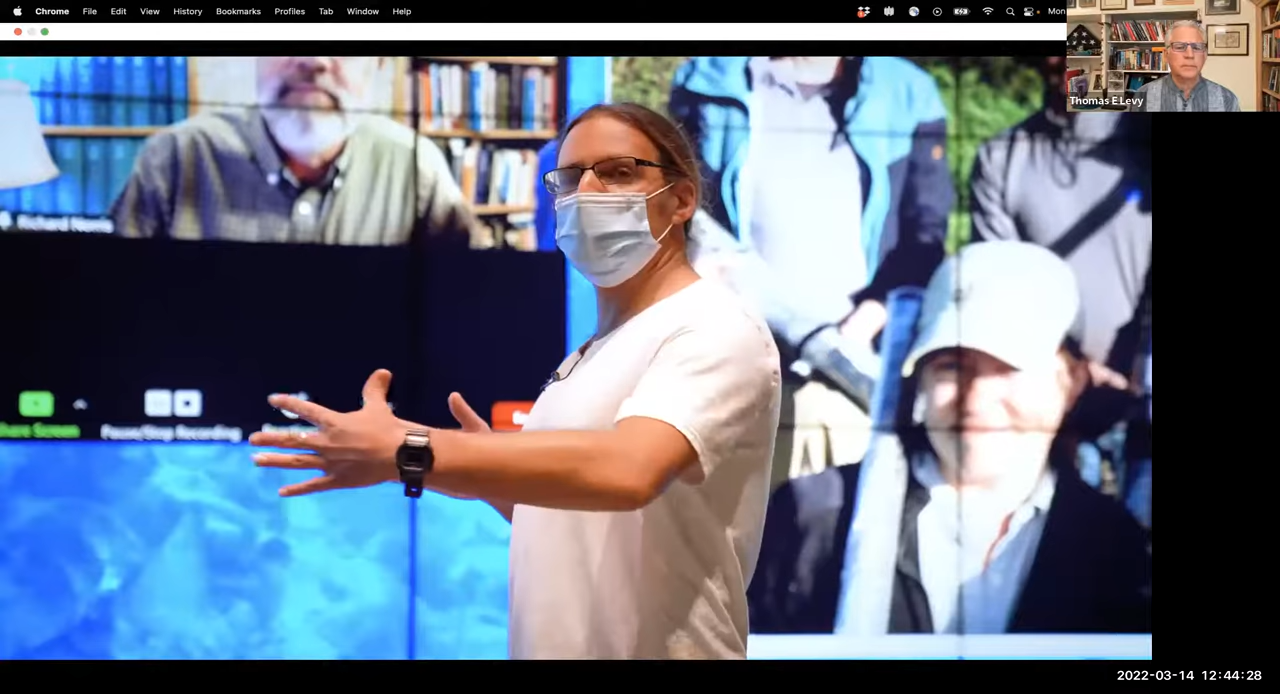 Chrome File Edit View History Bookmarks Profiles Tab Window Help Mon
Thomas E Levy
Richard Norris
Share Screen Pause/Stop Recording
2022-03-14 12:44:28